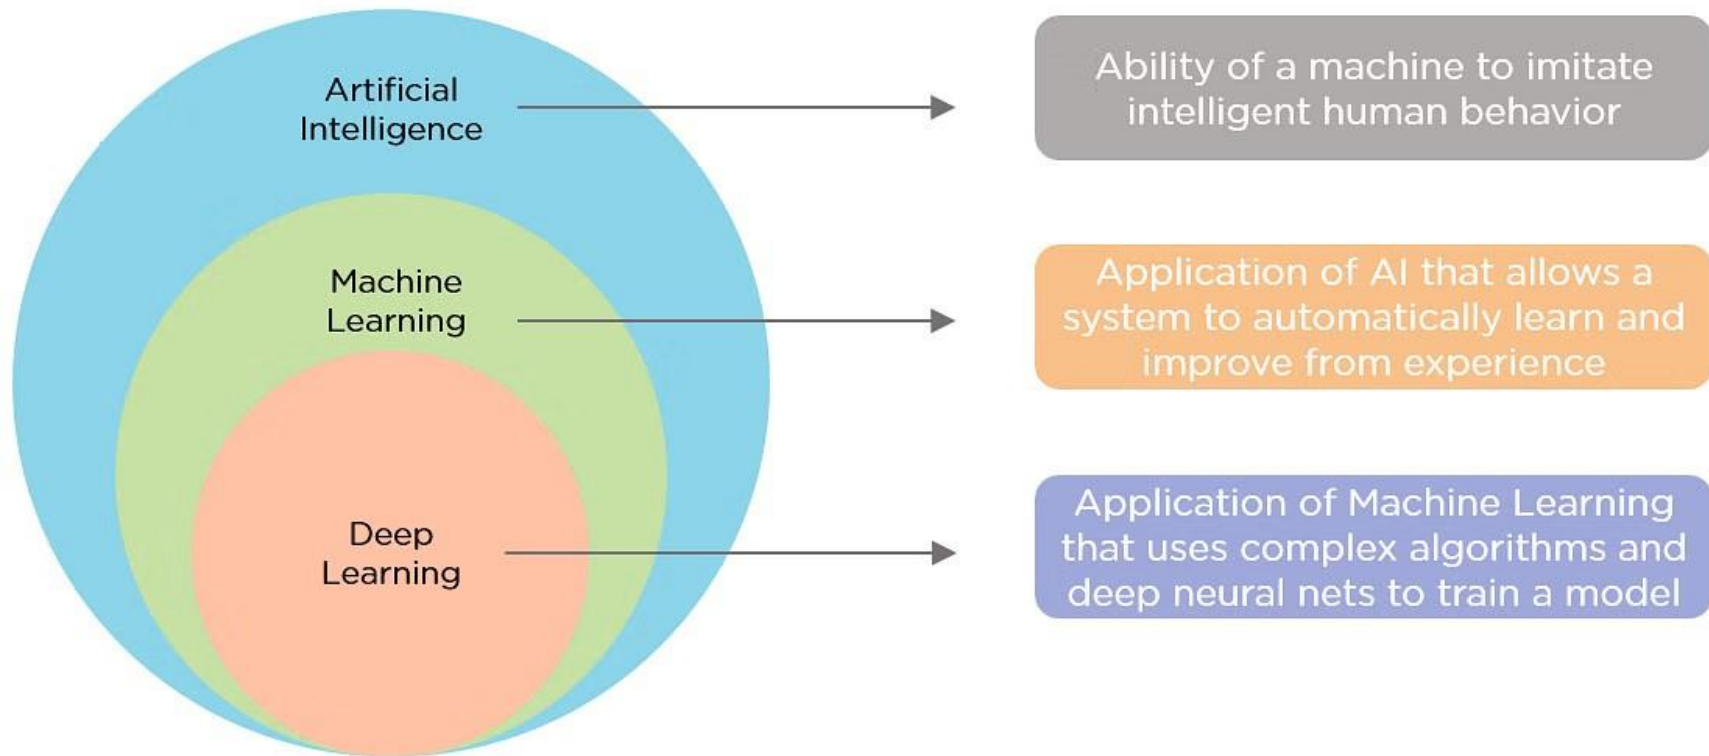 Artificial
Intelligence
Ability of a machine to imitate
intelligent human behavior
Machine
Learning
Application of AI that allows a
system to automatically learn and
improve from experience
Deep
Learning
Application of Machine Learning
that uses complex algorithms and
deep neural nets to train a model